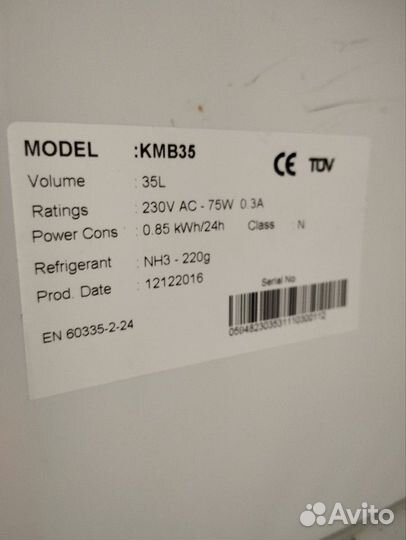 MODEL :KMB35
CE TÜV
Volume : 35L
Ratings : 230V AC - 75W 0.3A
Power Cons : 0.85 kWh/24h Class : N
Refrigerant : NH3 - 220g
Prod. Date : 12122016
Serial No
EN 60335-2-24
050482303531110300112
Avito